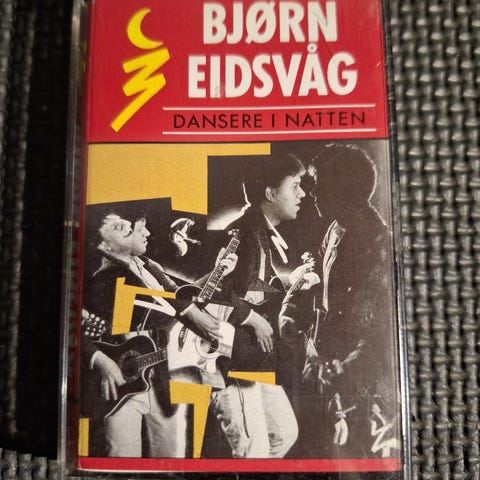 BJØRN
EIDSVÅG
DANSERE I NATTEN